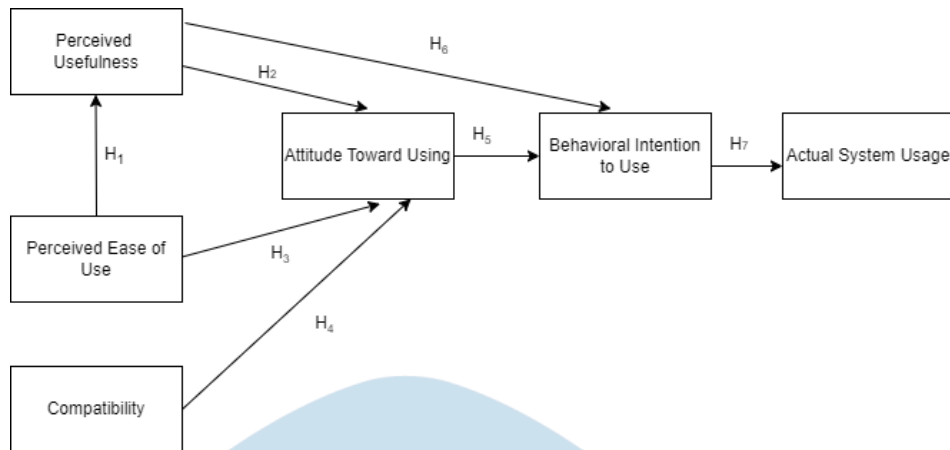 Perceived
Usefulness
H₆
H₂
H₁
Attitude Toward Using
H₅
Behavioral Intention
to Use
H₇
Actual System Usage
Perceived Ease of
Use
H₃
H₄
Compatibility